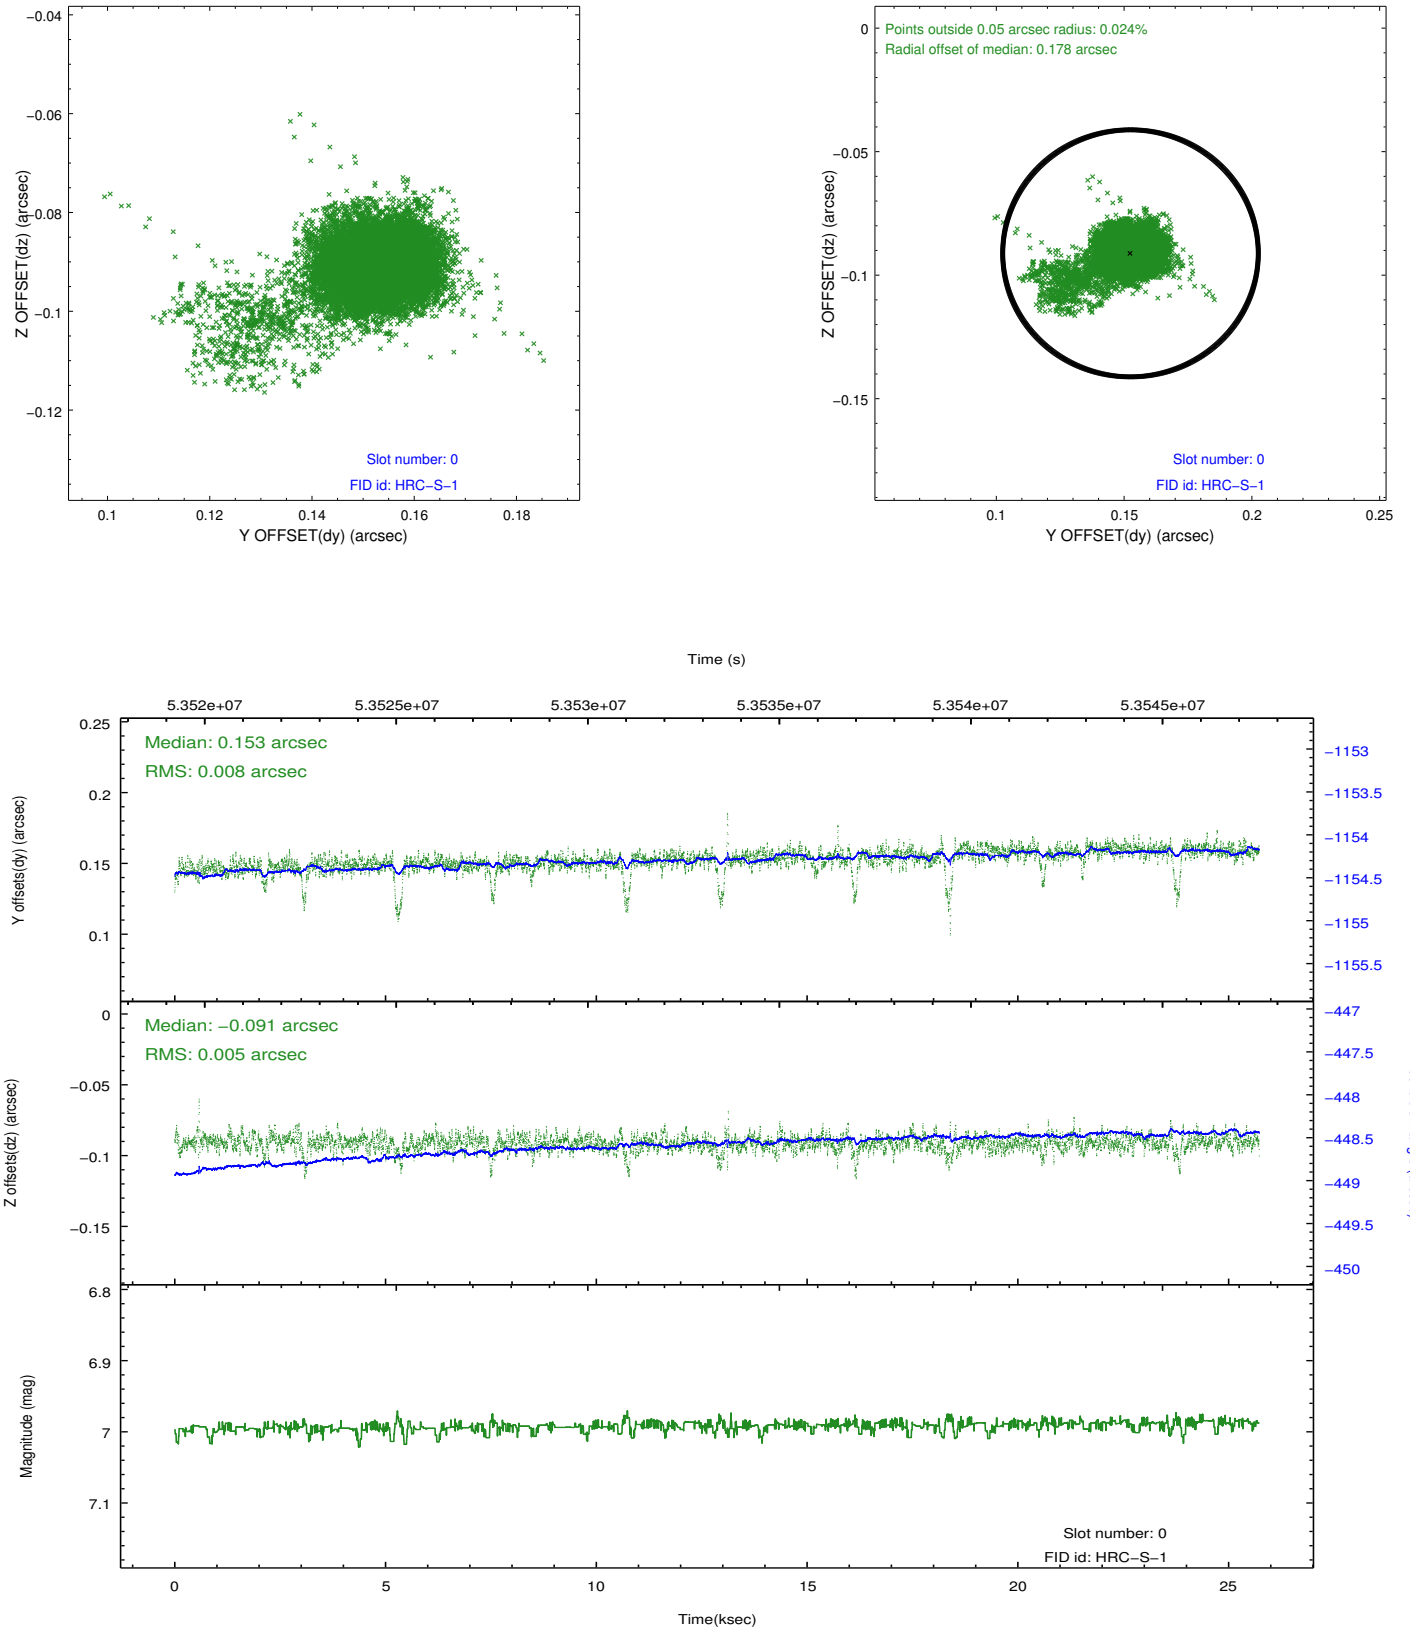 −0.04
−0.06
−0.08
−0.1
−0.12
Z OFFSET(dz) (arcsec)
Slot number: 0
FID id: HRC−S−1
0.1 0.12 0.14 0.16 0.18
Y OFFSET(dy) (arcsec)
Points outside 0.05 arcsec radius: 0.024%
Radial offset of median: 0.178 arcsec
0
−0.05
−0.1
−0.15
Z OFFSET(dz) (arcsec)
Slot number: 0
FID id: HRC−S−1
0.1 0.15 0.2 0.25
Y OFFSET(dy) (arcsec)
Time (s)
5.352e+07 5.3525e+07 5.353e+07 5.3535e+07 5.354e+07 5.3545e+07
Median: 0.153 arcsec
RMS: 0.008 arcsec
0.25
0.2
0.15
0.1
Y offsets(dy) (arcsec)
−1153
−1153.5
−1154
−1154.5
−1155
−1155.5
Median: −0.091 arcsec
RMS: 0.005 arcsec
0
−0.05
−0.1
−0.15
Z offsets(dz) (arcsec)
−447
−447.5
−448
−448.5
−449
−449.5
−450
6.8
6.9
7
7.1
Magnitude (mag)
Slot number: 0
FID id: HRC−S−1
0 5 10 15 20 25
Time(ksec)